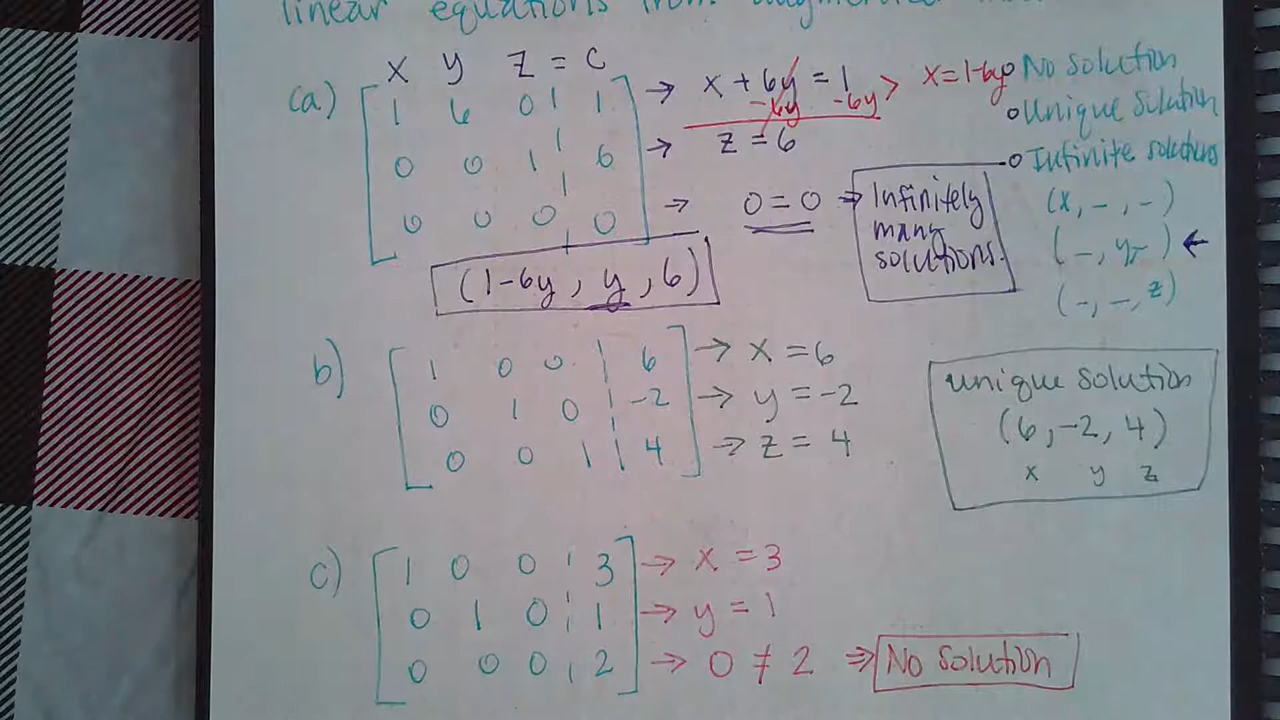 linear equations from augmented
x y z = c
(a) [1 6 0 | 1] → x + 6y = 1 > x = 1-6y
-6y -6y
[0 0 1 | 6] → z = 6
[0 0 0 | 0] → 0 = 0 ⇒ Infinitely many solutions.
(1-6y, y, 6)
o No solution
o Unique Solution
o Infinite solutions
(x, -, -)
(-, y, -) ←
(-, -, z)
b) [1 0 0 | 6] → x = 6
[0 1 0 | -2] → y = -2
[0 0 1 | 4] → z = 4
unique solution
(6, -2, 4)
x y z
c) [1 0 0 | 3] → x = 3
[0 1 0 | 1] → y = 1
[0 0 0 | 2] → 0 ≠ 2 ⇒ No solution